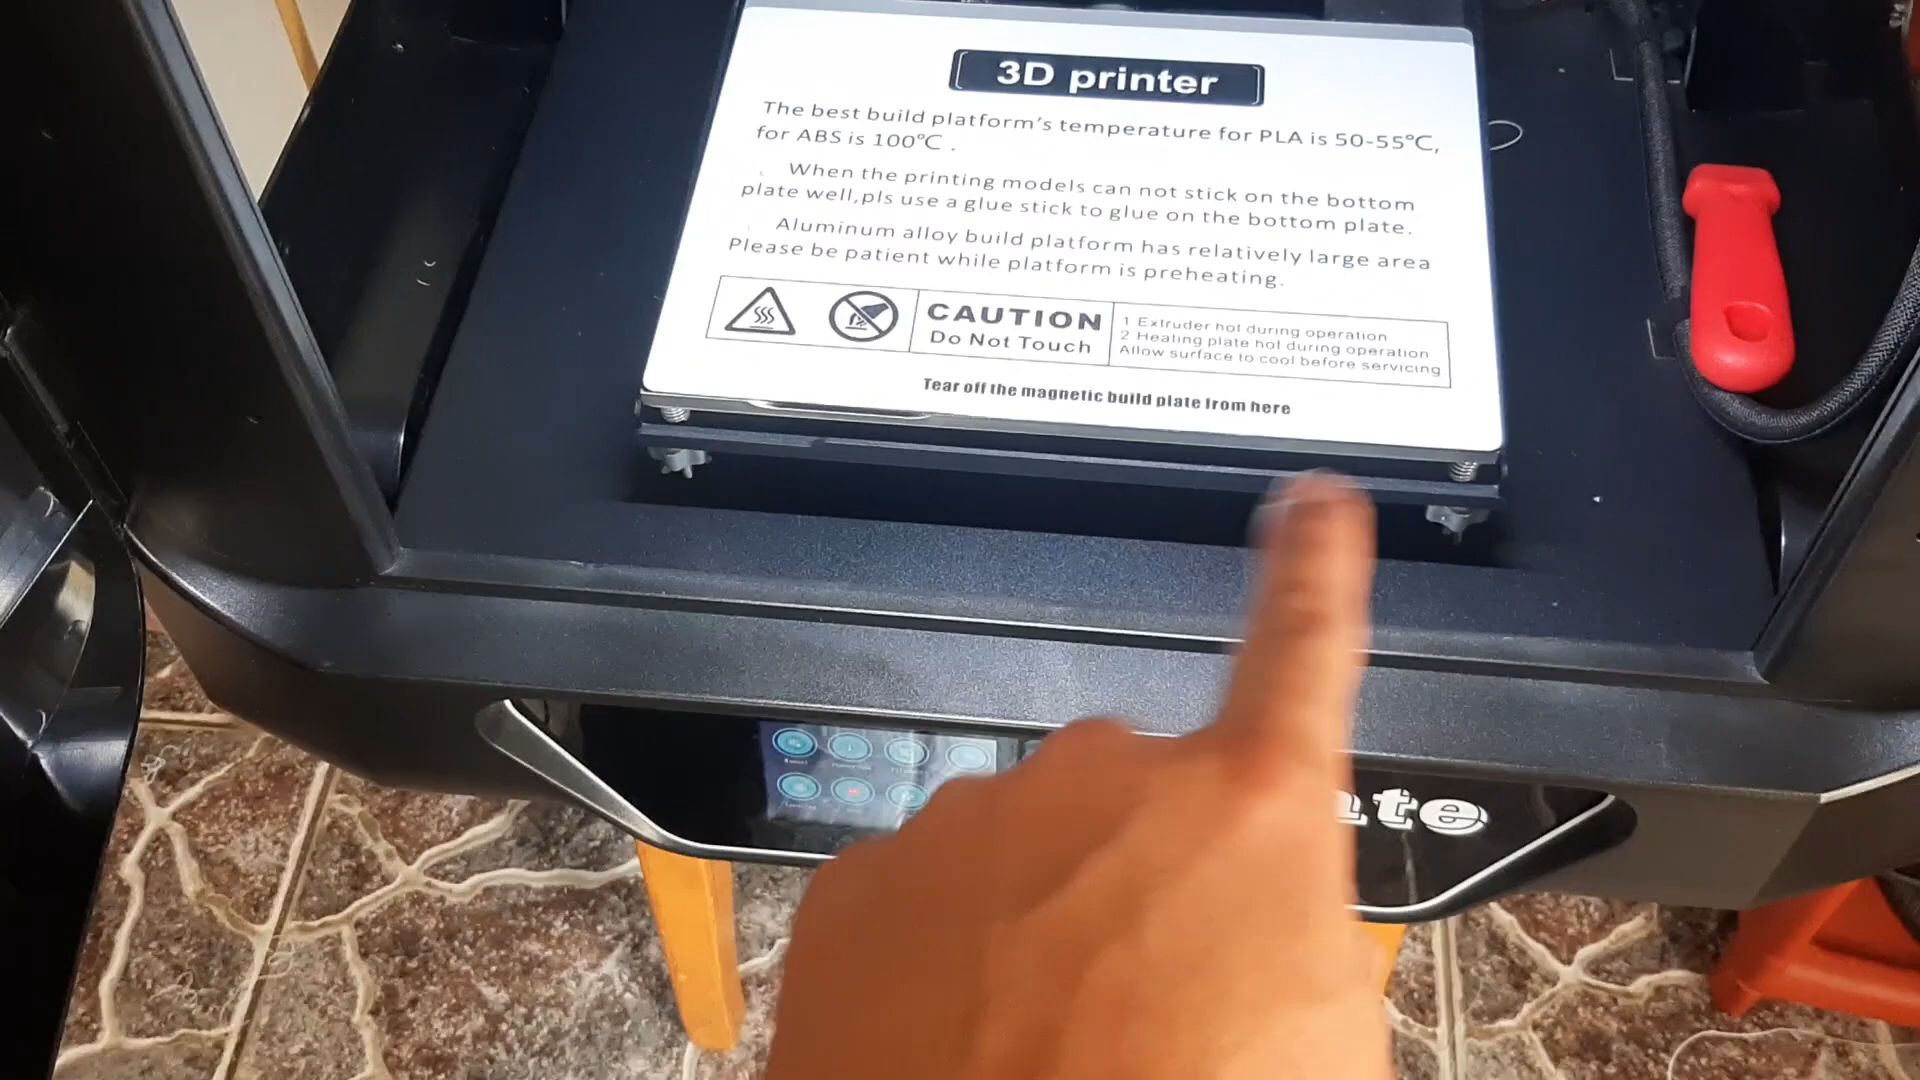 3D printer
The best build platform's temperature for PLA is 50-55℃,
for ABS is 100℃ .
When the printing models can not stick on the bottom
plate well,pls use a glue stick to glue on the bottom plate.
Aluminum alloy build platform has relatively large area
Please be patient while platform is preheating.
CAUTION
Do Not Touch
1 Extruder hot during operation
2 Heating plate hot during operation
Allow surface to cool before servicing
Tear off the magnetic build plate from here